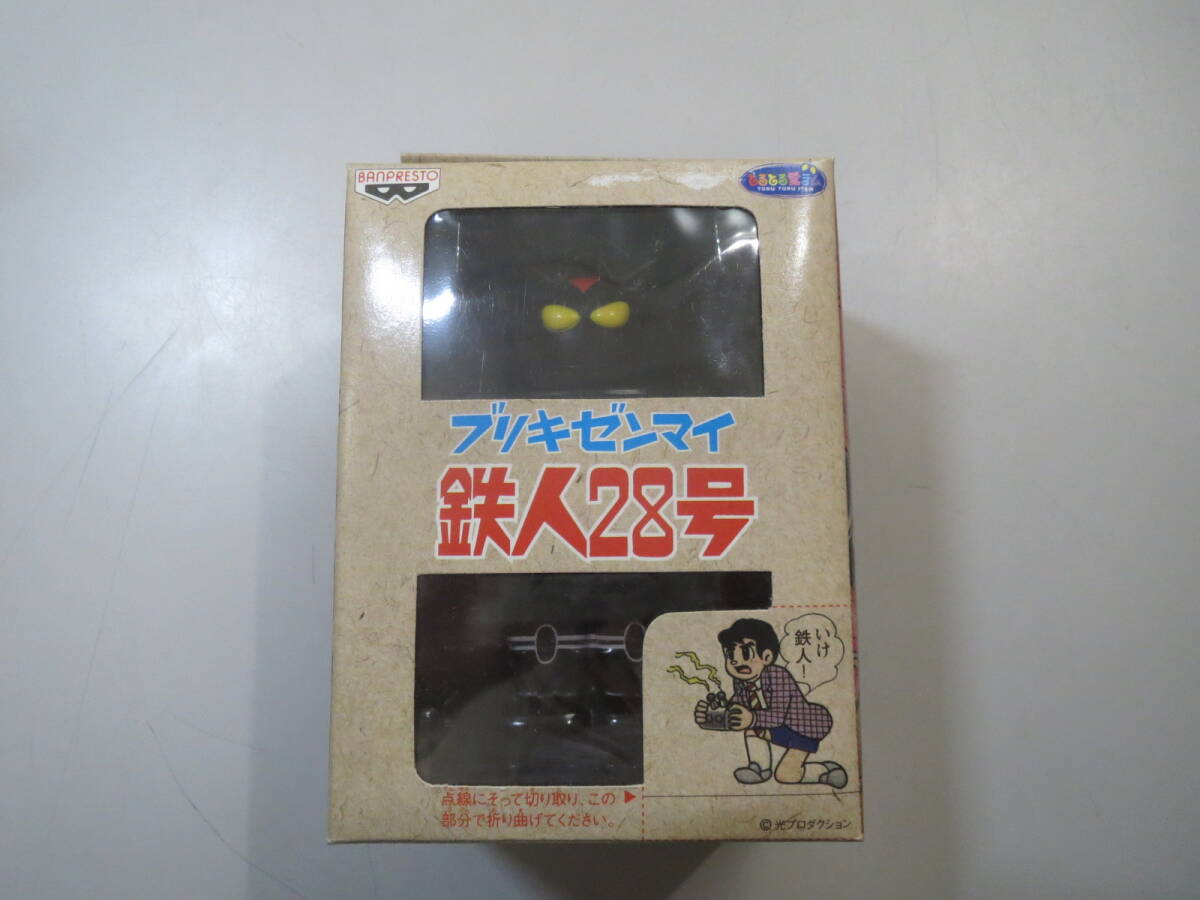 BANPRESTO
とるとる愛テム
TORU TORU ITEM
ブリキゼンマイ
鉄人28号
いけ
鉄人！
点線にそって切り取り、この
部分で折り曲げてください。
©光プロダクション